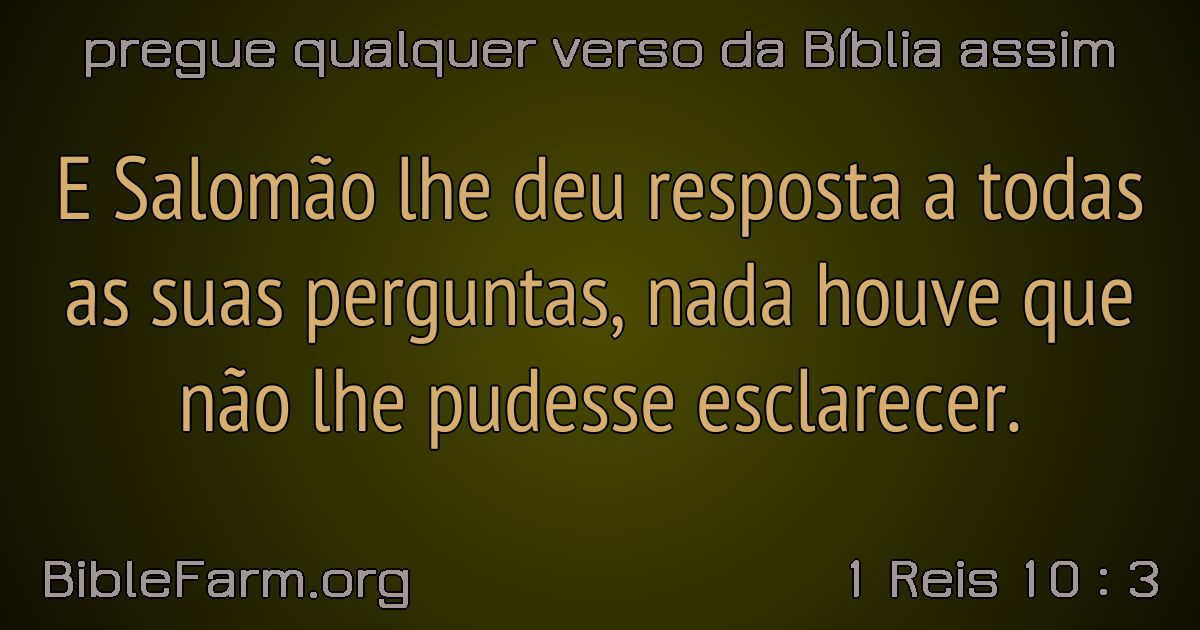 pregue qualquer verso da Bíblia assim
E Salomão lhe deu resposta a todas
as suas perguntas, nada houve que
não lhe pudesse esclarecer.
BibleFarm.org
1 Reis 10 : 3